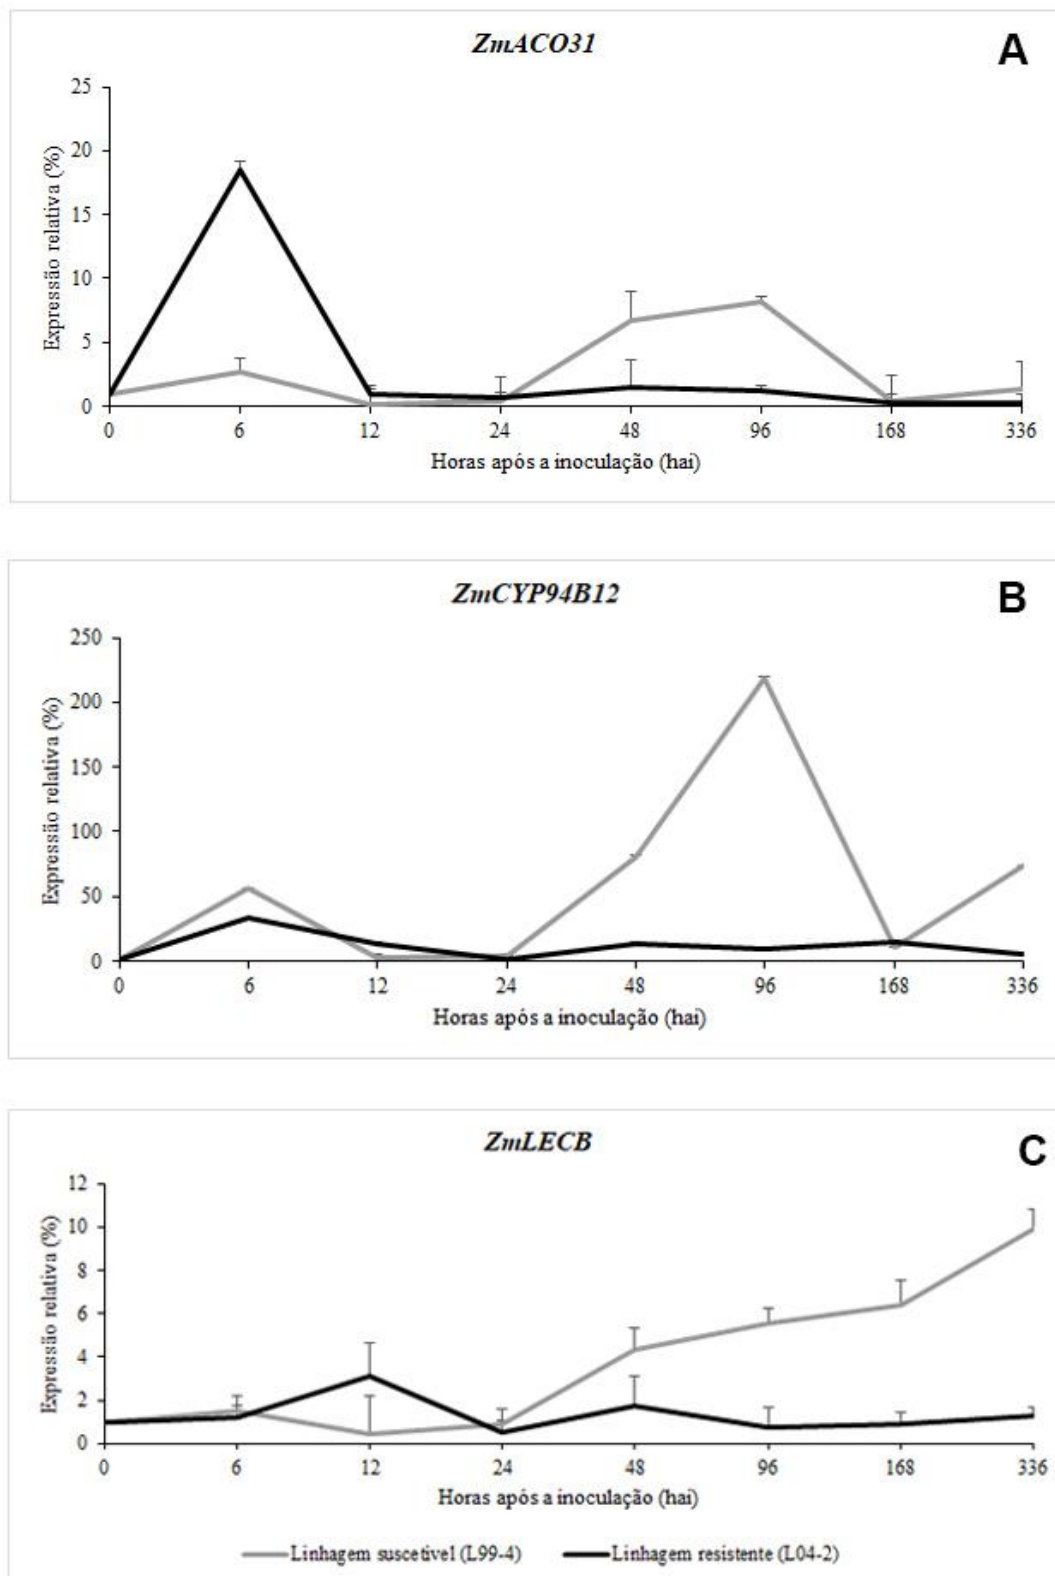 ZmACO31
A
Expressão relativa (%)
25
20
15
10
5
0
0 6 12 24 48 96 168 336
Horas após a inoculação (hai)
ZmCYP94B12
B
Expressão relativa (%)
250
200
150
100
50
0
0 6 12 24 48 96 168 336
Horas após a inoculação (hai)
ZmLECB
C
Expressão relativa (%)
12
10
8
6
4
2
0
0 6 12 24 48 96 168 336
Horas após a inoculação (hai)
Linhagem suscetivel (L99-4) Linhagem resistente (L04-2)